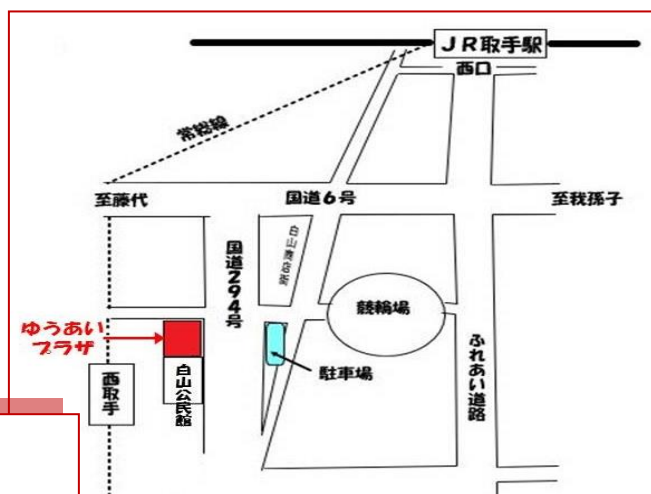 JR取手駅
西口
常総線
至藤代
国道6号
至我孫子
白山商店街
国道294号
競輪場
ゆうあい
プラザ
駐車場
ふれあい道路
西取手
白山公民館